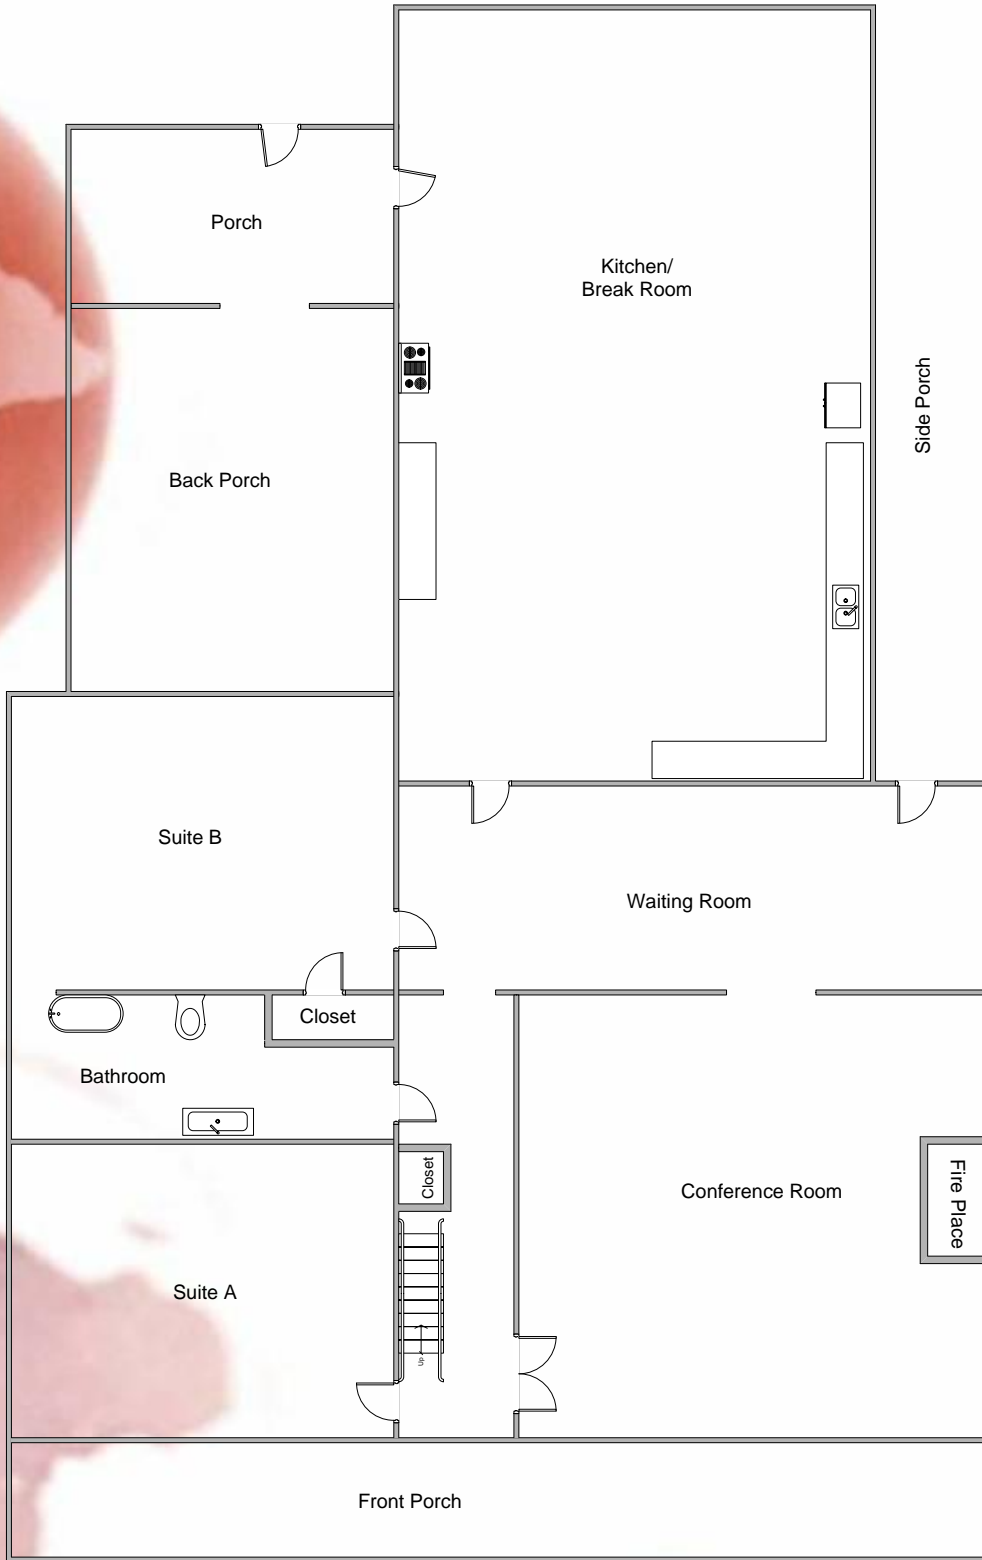 Porch
Kitchen/
Break Room
Side Porch
Back Porch
Suite B
Waiting Room
Closet
Bathroom
Closet
Conference Room
Fire Place
Suite A
Up
Front Porch